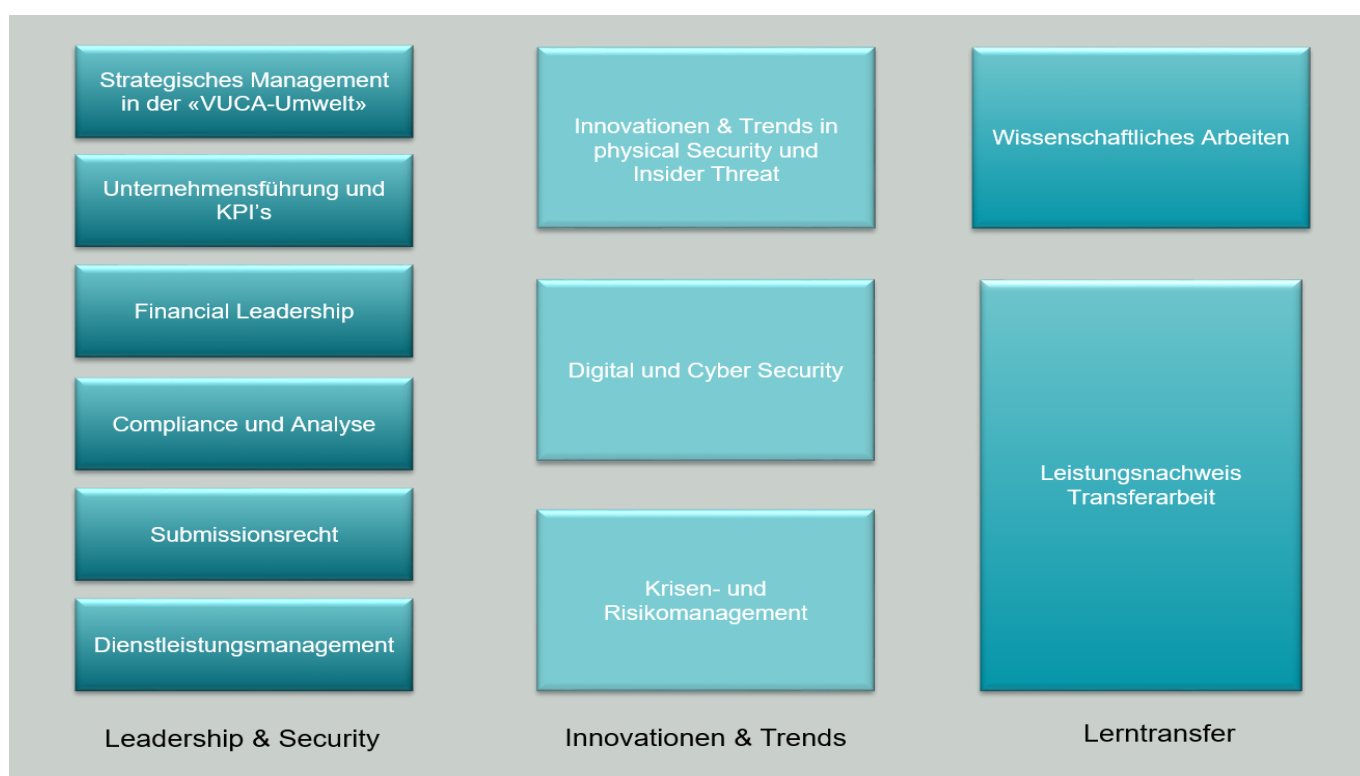 Strategisches Management
in der «VUCA-Umwelt»
Unternehmensführung und
KPI's
Financial Leadership
Compliance und Analyse
Submissionsrecht
Dienstleistungsmanagement
Leadership & Security
Innovationen & Trends in
physical Security und
Insider Threat
Digital und Cyber Security
Krisen- und
Risikomanagement
Innovationen & Trends
Wissenschaftliches Arbeiten
Leistungsnachweis
Transferarbeit
Lerntransfer